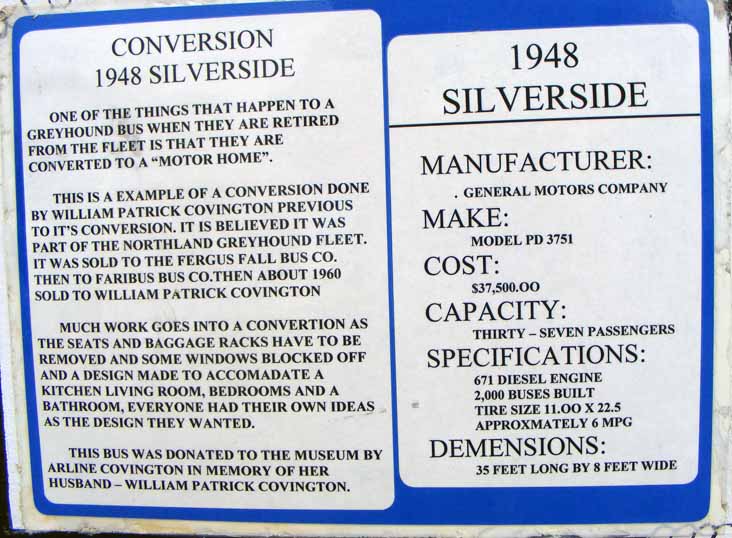 CONVERSION
1948 SILVERSIDE
ONE OF THE THINGS THAT HAPPEN TO A
GREYHOUND BUS WHEN THEY ARE RETIRED
FROM THE FLEET IS THAT THEY ARE
CONVERTED TO A “MOTOR HOME”.
THIS IS A EXAMPLE OF A CONVERSION DONE
BY WILLIAM PATRICK COVINGTON PREVIOUS
TO IT'S CONVERSION. IT IS BELIEVED IT WAS
PART OF THE NORTHLAND GREYHOUND FLEET.
IT WAS SOLD TO THE FERGUS FALL BUS CO.
THEN TO FARIBUS BUS CO.THEN ABOUT 1960
SOLD TO WILLIAM PATRICK COVINGTON
MUCH WORK GOES INTO A CONVERTION AS
THE SEATS AND BAGGAGE RACKS HAVE TO BE
REMOVED AND SOME WINDOWS BLOCKED OFF
AND A DESIGN MADE TO ACCOMADATE A
KITCHEN LIVING ROOM, BEDROOMS AND A
BATHROOM, EVERYONE HAD THEIR OWN IDEAS
AS THE DESIGN THEY WANTED.
THIS BUS WAS DONATED TO THE MUSEUM BY
ARLINE COVINGTON IN MEMORY OF HER
HUSBAND – WILLIAM PATRICK COVINGTON.
1948
SILVERSIDE
MANUFACTURER:
. GENERAL MOTORS COMPANY
MAKE:
MODEL PD 3751
COST:
$37,500.OO
CAPACITY:
THIRTY – SEVEN PASSENGERS
SPECIFICATIONS:
671 DIESEL ENGINE
2,000 BUSES BUILT
TIRE SIZE 11.OO X 22.5
APPROXMATELY 6 MPG
DEMENSIONS:
35 FEET LONG BY 8 FEET WIDE